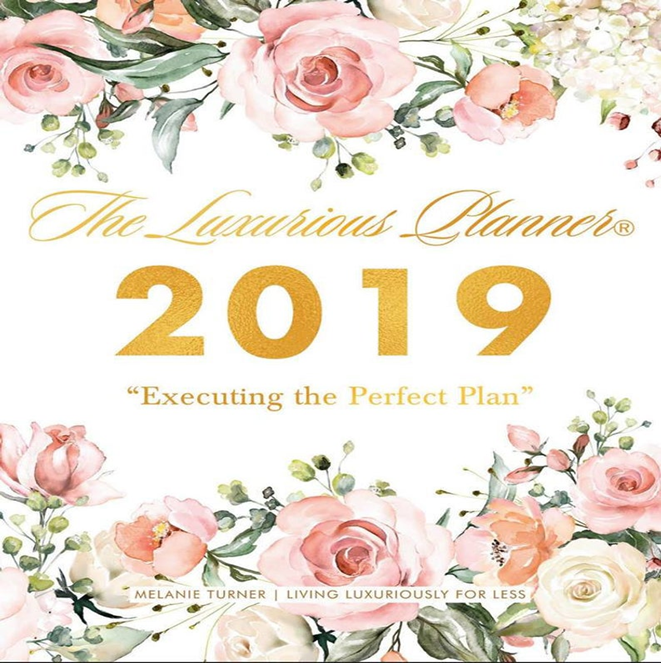 The Luxurious Planner®
2019
“Executing the Perfect Plan”
MELANIE TURNER | LIVING LUXURIOUSLY FOR LESS